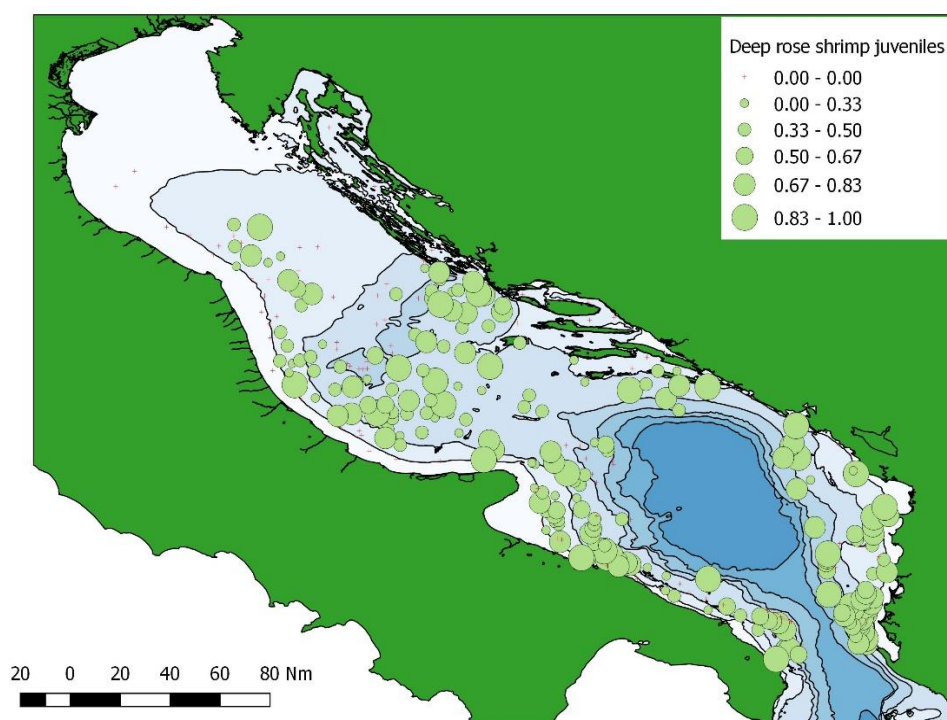 Deep rose shrimp juveniles
0.00 - 0.00
0.00 - 0.33
0.33 - 0.50
0.50 - 0.67
0.67 - 0.83
0.83 - 1.00
20 0 20 40 60 80 Nm